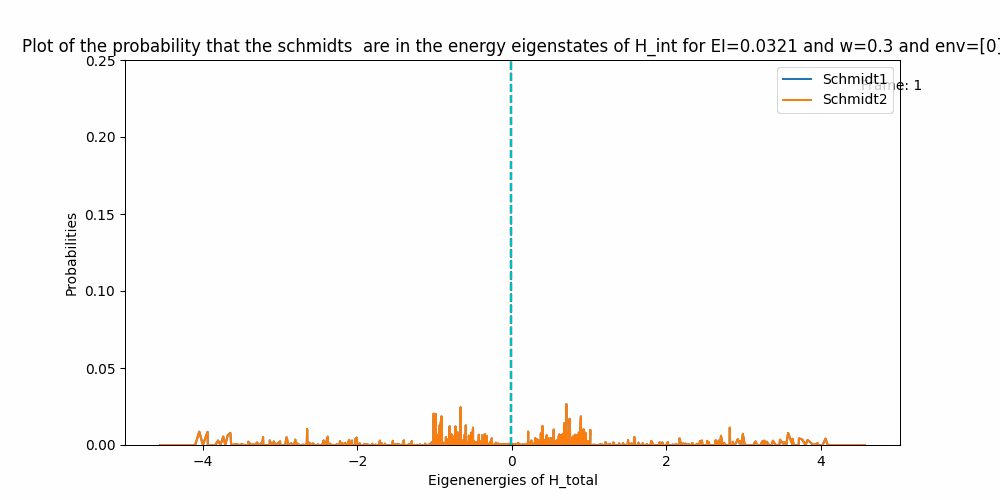 Plot of the probability that the schmidts  are in the energy eigenstates of H_int for EI=0.0321 and w=0.3 and env=[0]
0.25
Schmidt1
Frame: 1
Schmidt2
0.20
0.15
Probabilities
0.10
0.05
0.00
−4
−2
0
2
4
Eigenenergies of H_total